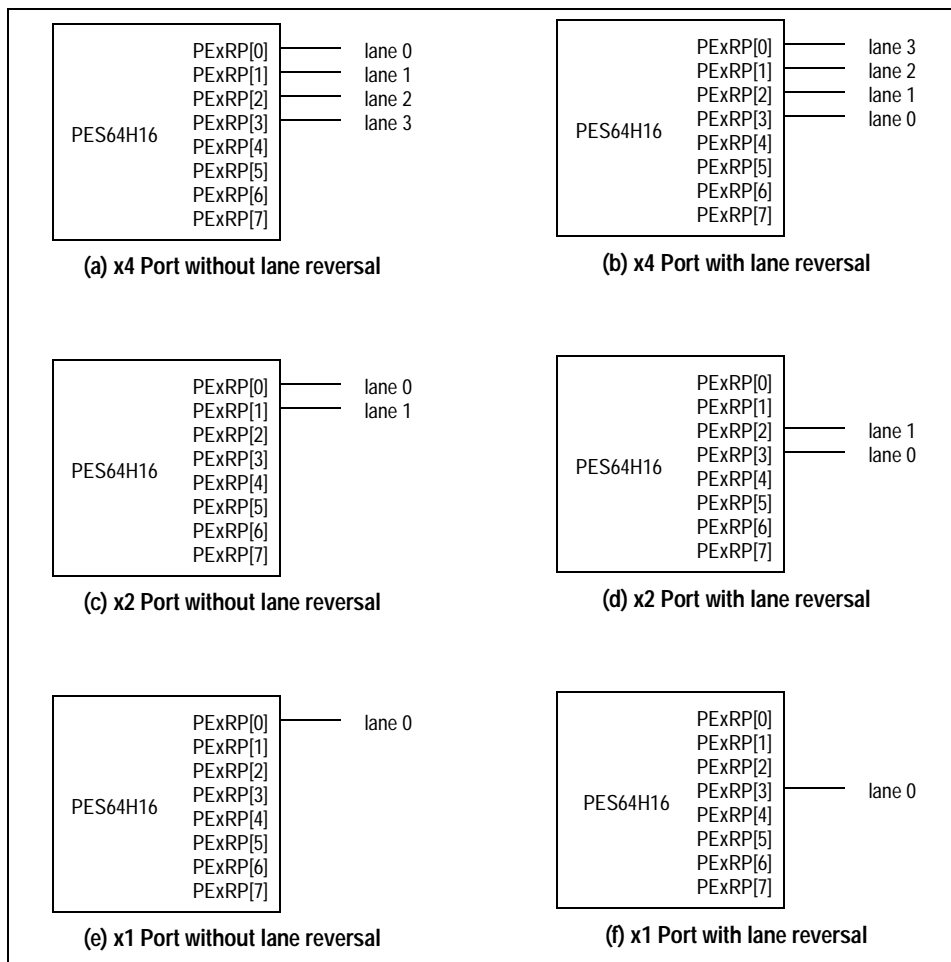 PES64H16
PExRP[0]
PExRP[1]
PExRP[2]
PExRP[3]
PExRP[4]
PExRP[5]
PExRP[6]
PExRP[7]
lane 0
lane 1
lane 2
lane 3
(a) x4 Port without lane reversal
PES64H16
PExRP[0]
PExRP[1]
PExRP[2]
PExRP[3]
PExRP[4]
PExRP[5]
PExRP[6]
PExRP[7]
lane 3
lane 2
lane 1
lane 0
(b) x4 Port with lane reversal
PES64H16
PExRP[0]
PExRP[1]
PExRP[2]
PExRP[3]
PExRP[4]
PExRP[5]
PExRP[6]
PExRP[7]
lane 0
lane 1
(c) x2 Port without lane reversal
PES64H16
PExRP[0]
PExRP[1]
PExRP[2]
PExRP[3]
PExRP[4]
PExRP[5]
PExRP[6]
PExRP[7]
lane 1
lane 0
(d) x2 Port with lane reversal
PES64H16
PExRP[0]
PExRP[1]
PExRP[2]
PExRP[3]
PExRP[4]
PExRP[5]
PExRP[6]
PExRP[7]
lane 0
(e) x1 Port without lane reversal
PES64H16
PExRP[0]
PExRP[1]
PExRP[2]
PExRP[3]
PExRP[4]
PExRP[5]
PExRP[6]
PExRP[7]
lane 0
(f) x1 Port with lane reversal